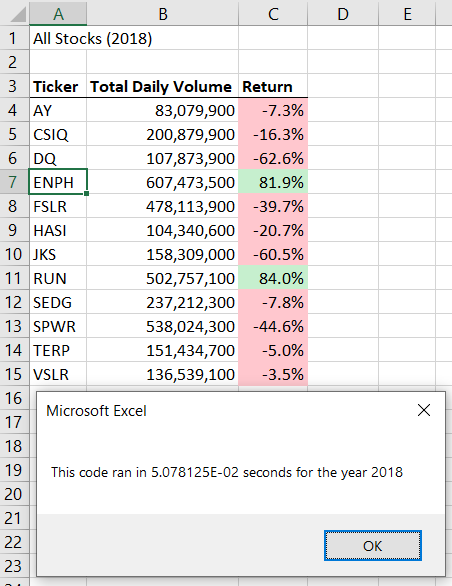 A B C D E
1 All Stocks (2018)
2
3 Ticker Total Daily Volume Return
4 AY 83,079,900 -7.3%
5 CSIQ 200,879,900 -16.3%
6 DQ 107,873,900 -62.6%
7 ENPH 607,473,500 81.9%
8 FSLR 478,113,900 -39.7%
9 HASI 104,340,600 -20.7%
10 JKS 158,309,000 -60.5%
11 RUN 502,757,100 84.0%
12 SEDG 237,212,300 -7.8%
13 SPWR 538,024,300 -44.6%
14 TERP 151,434,700 -5.0%
15 VSLR 136,539,100 -3.5%
16
17 Microsoft Excel
18
19 This code ran in 5.078125E-02 seconds for the year 2018
20
21
22 OK
23